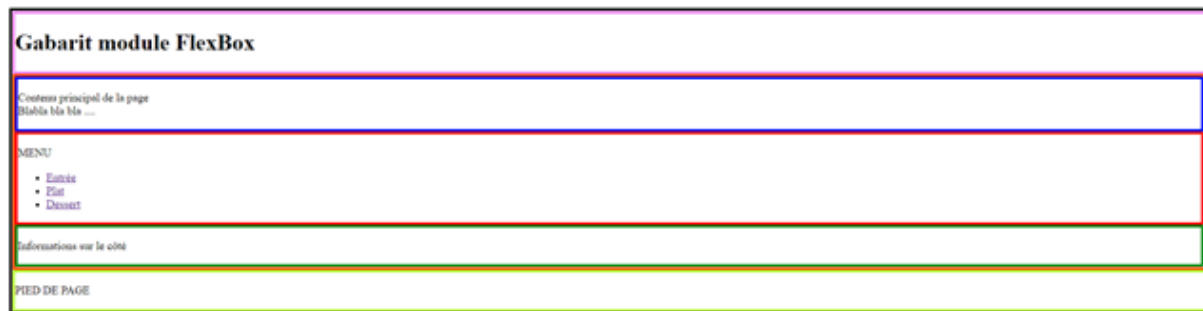 Gabarit module FlexBox
Contenu principal de la page
Blabla bla bla ....
MENU
Entrée
Plat
Dessert
Informations sur le côté
PIED DE PAGE